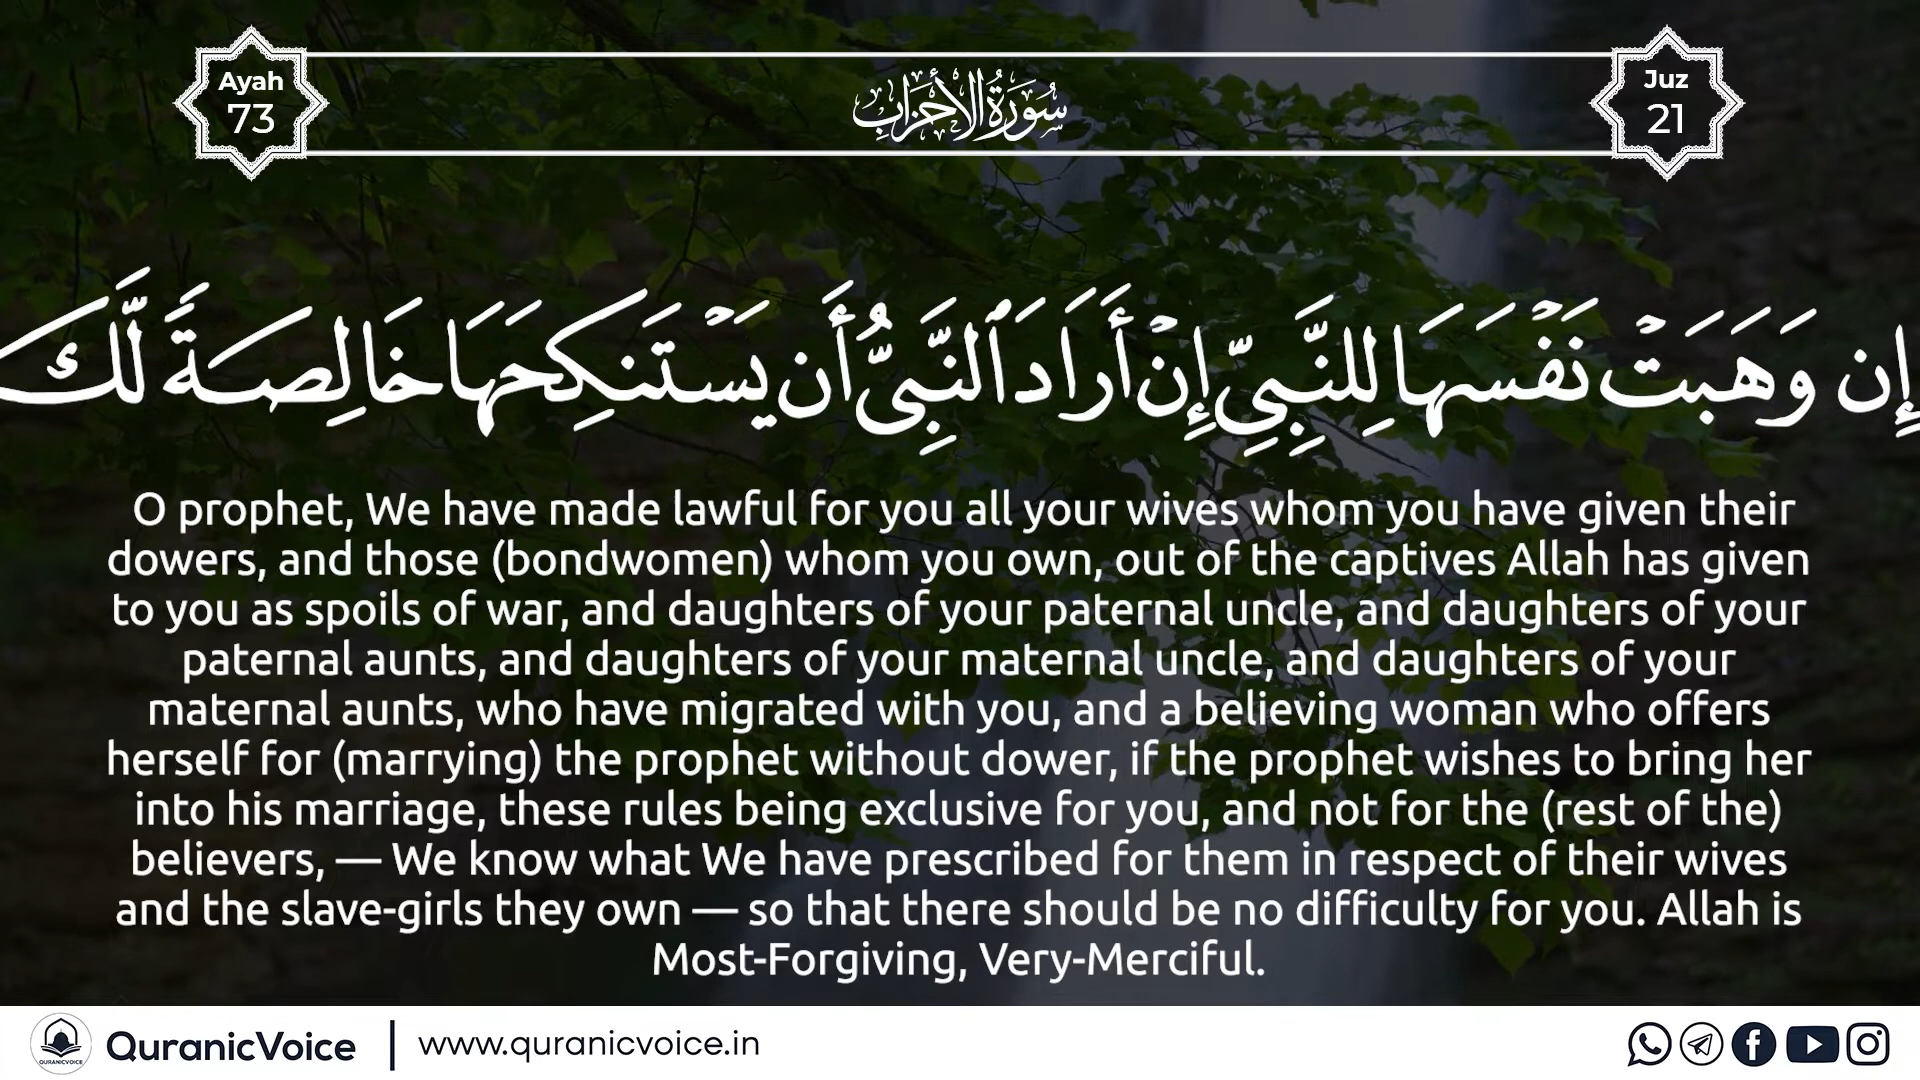 Ayah
73
سُورَةُ الأَحْزَابِ
Juz
21
إِن وَهَبَتْ نَفْسَهَا لِلنَّبِيِّ إِنْ أَرَادَ ٱلنَّبِيُّ أَن يَسْتَنكِحَهَا خَالِصَةً لَّكَ
O prophet, We have made lawful for you all your wives whom you have given their
dowers, and those (bondwomen) whom you own, out of the captives Allah has given
to you as spoils of war, and daughters of your paternal uncle, and daughters of your
paternal aunts, and daughters of your maternal uncle, and daughters of your
maternal aunts, who have migrated with you, and a believing woman who offers
herself for (marrying) the prophet without dower, if the prophet wishes to bring her
into his marriage, these rules being exclusive for you, and not for the (rest of the)
believers, — We know what We have prescribed for them in respect of their wives
and the slave-girls they own — so that there should be no difficulty for you. Allah is
Most-Forgiving, Very-Merciful.
QURANICVOICE
QuranicVoice | www.quranicvoice.in